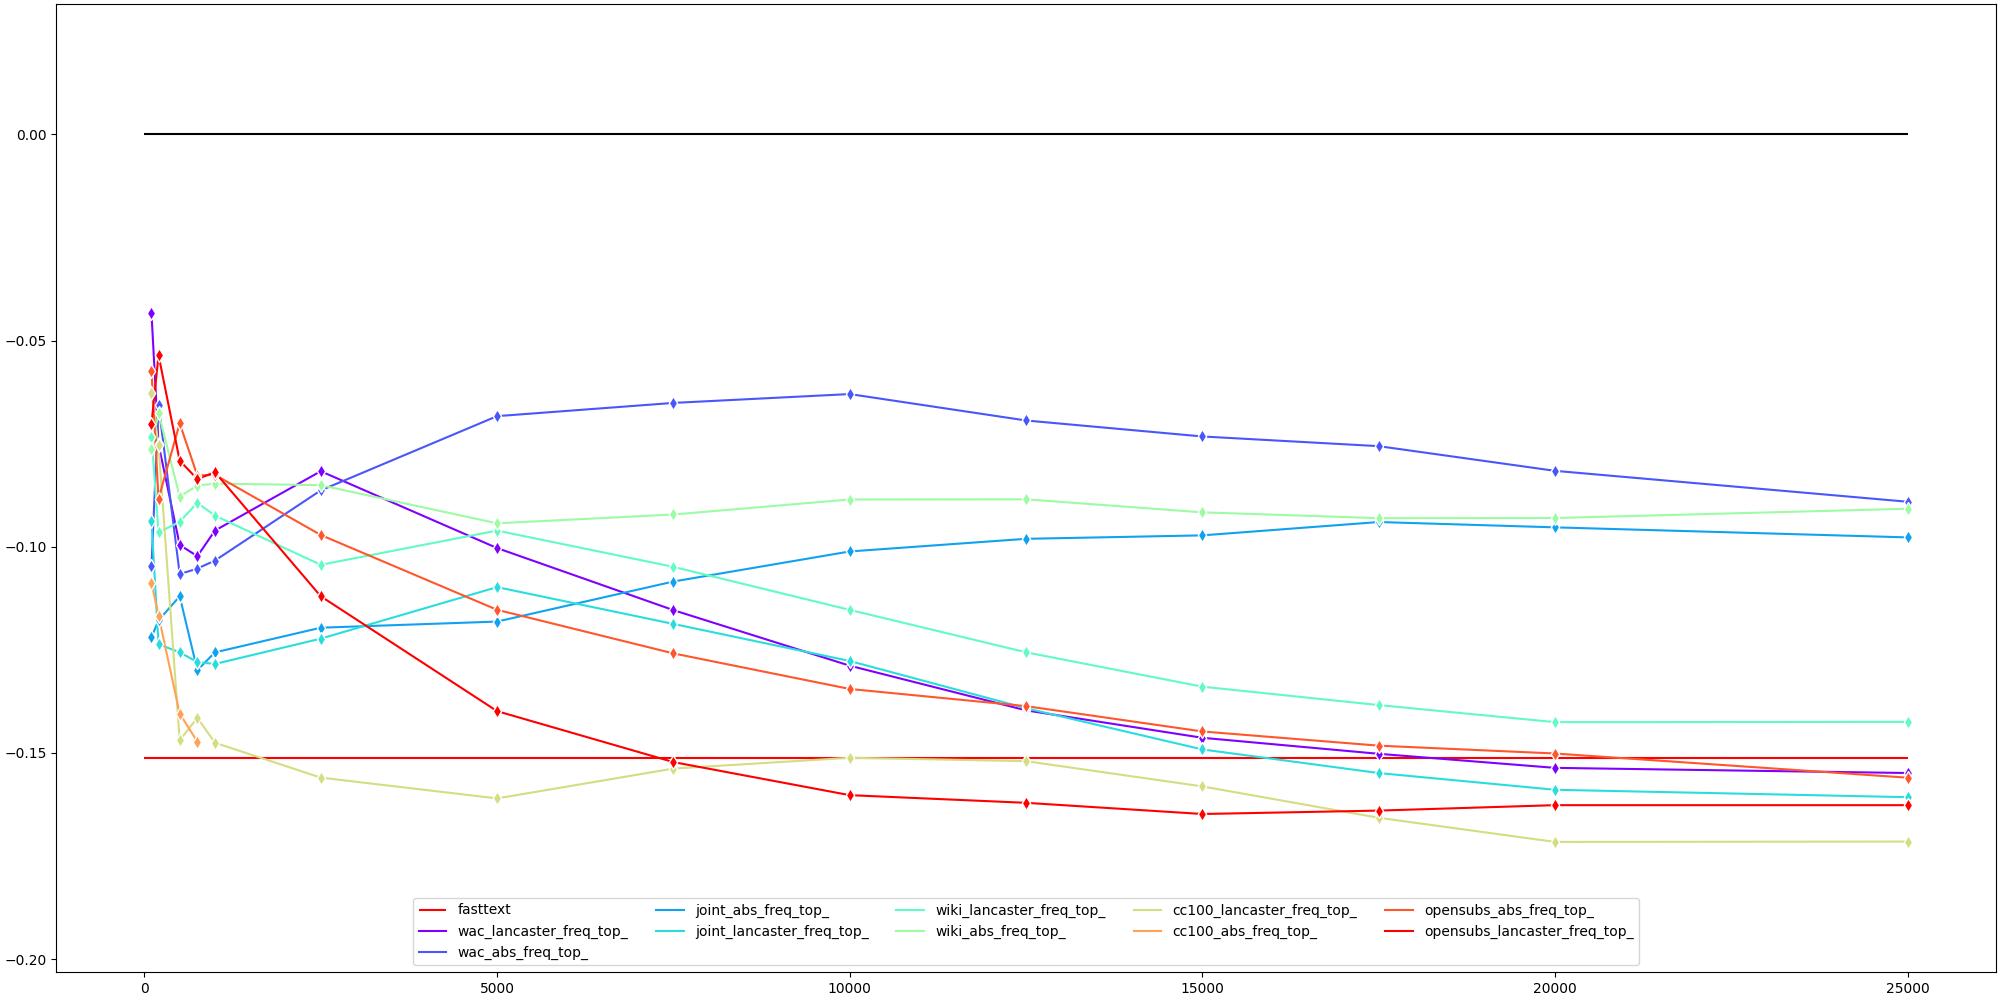 0.00
−0.05
−0.10
−0.15
−0.20
0 5000 10000 15000 20000 25000
fasttext joint_abs_freq_top_ wiki_lancaster_freq_top_ cc100_lancaster_freq_top_ opensubs_abs_freq_top_
wac_lancaster_freq_top_ joint_lancaster_freq_top_ wiki_abs_freq_top_ cc100_abs_freq_top_ opensubs_lancaster_freq_top_
wac_abs_freq_top_